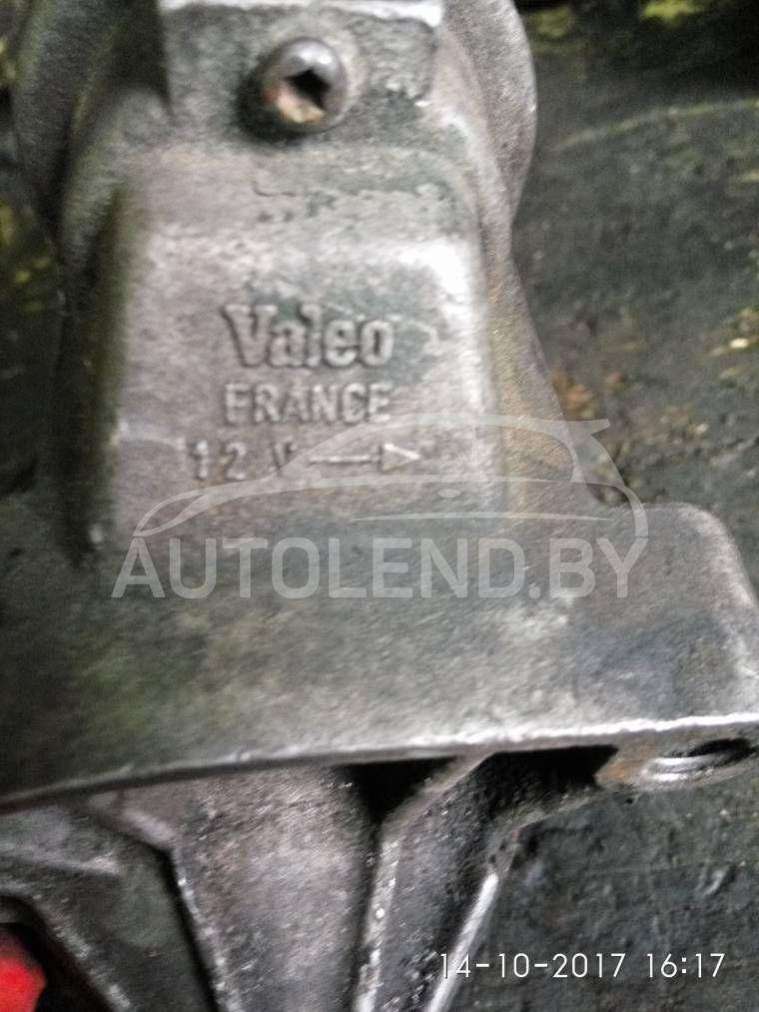 Valeo
FRANCE
12 V
AUTOLEND.BY
14-10-2017 16:17